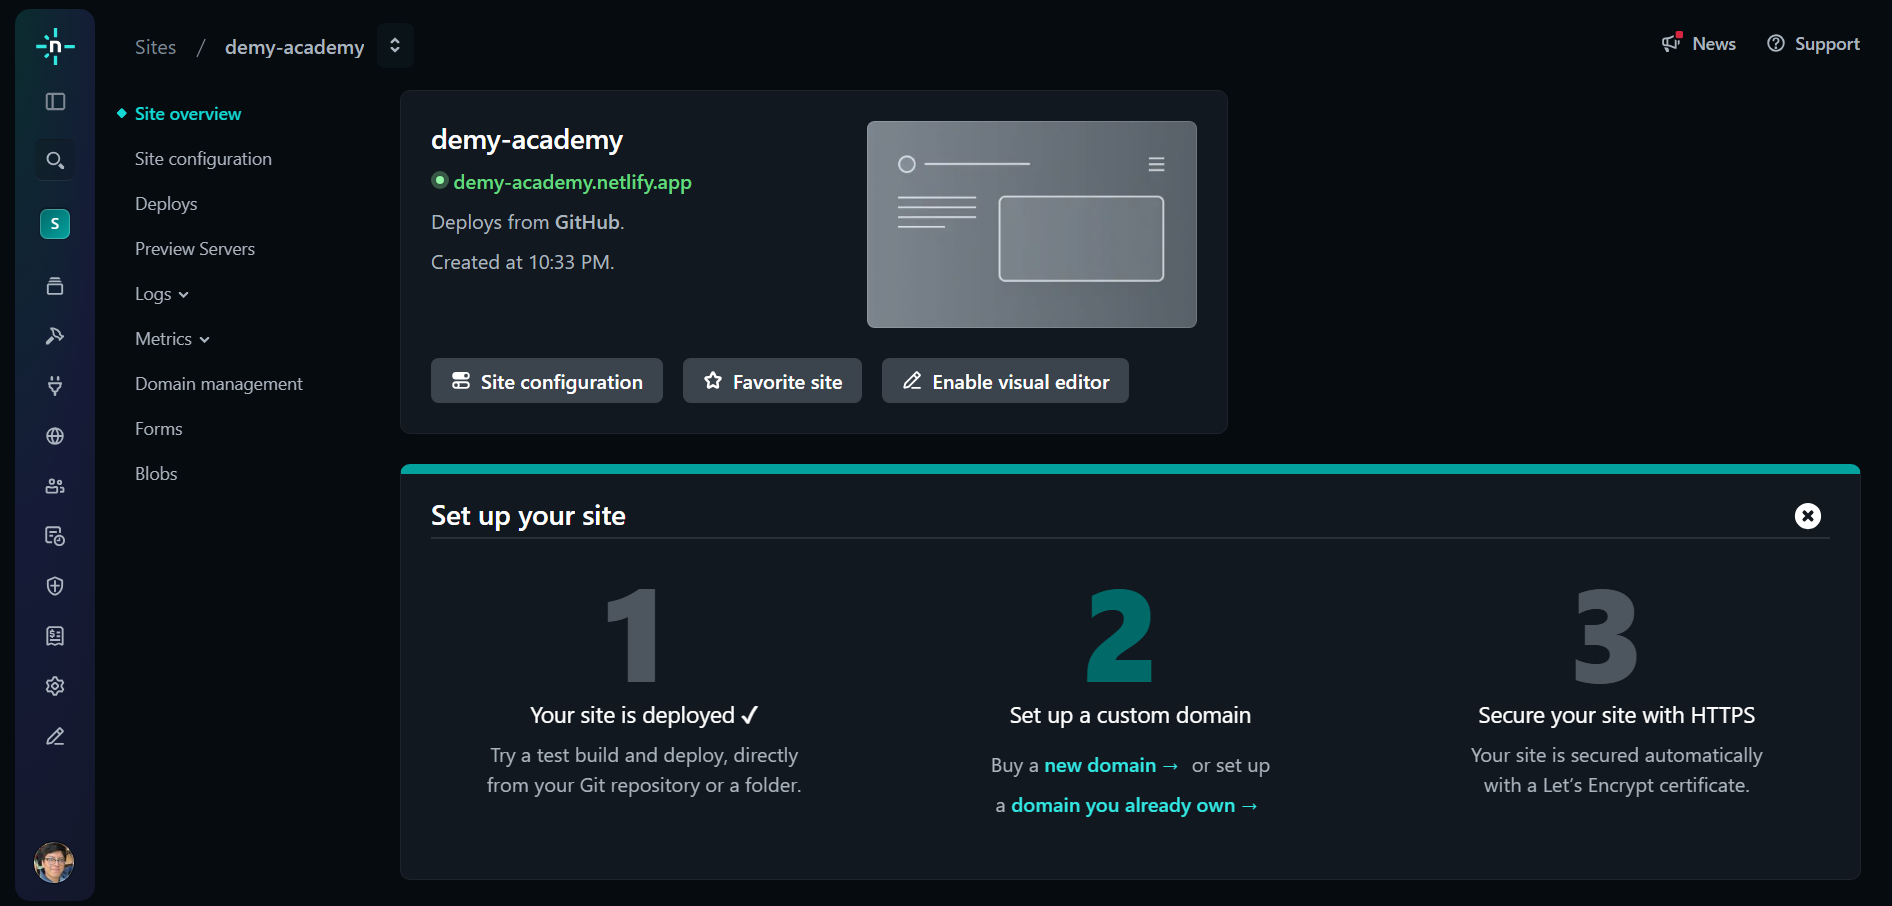 n
Sites / demy-academy
News
Support
S
Site overview
Site configuration
Deploys
Preview Servers
Logs
Metrics
Domain management
Forms
Blobs
demy-academy
demy-academy.netlify.app
Deploys from GitHub.
Created at 10:33 PM.
Site configuration
Favorite site
Enable visual editor
Set up your site
1
Your site is deployed ✓
Try a test build and deploy, directly
from your Git repository or a folder.
2
Set up a custom domain
Buy a new domain → or set up
a domain you already own →
3
Secure your site with HTTPS
Your site is secured automatically
with a Let’s Encrypt certificate.